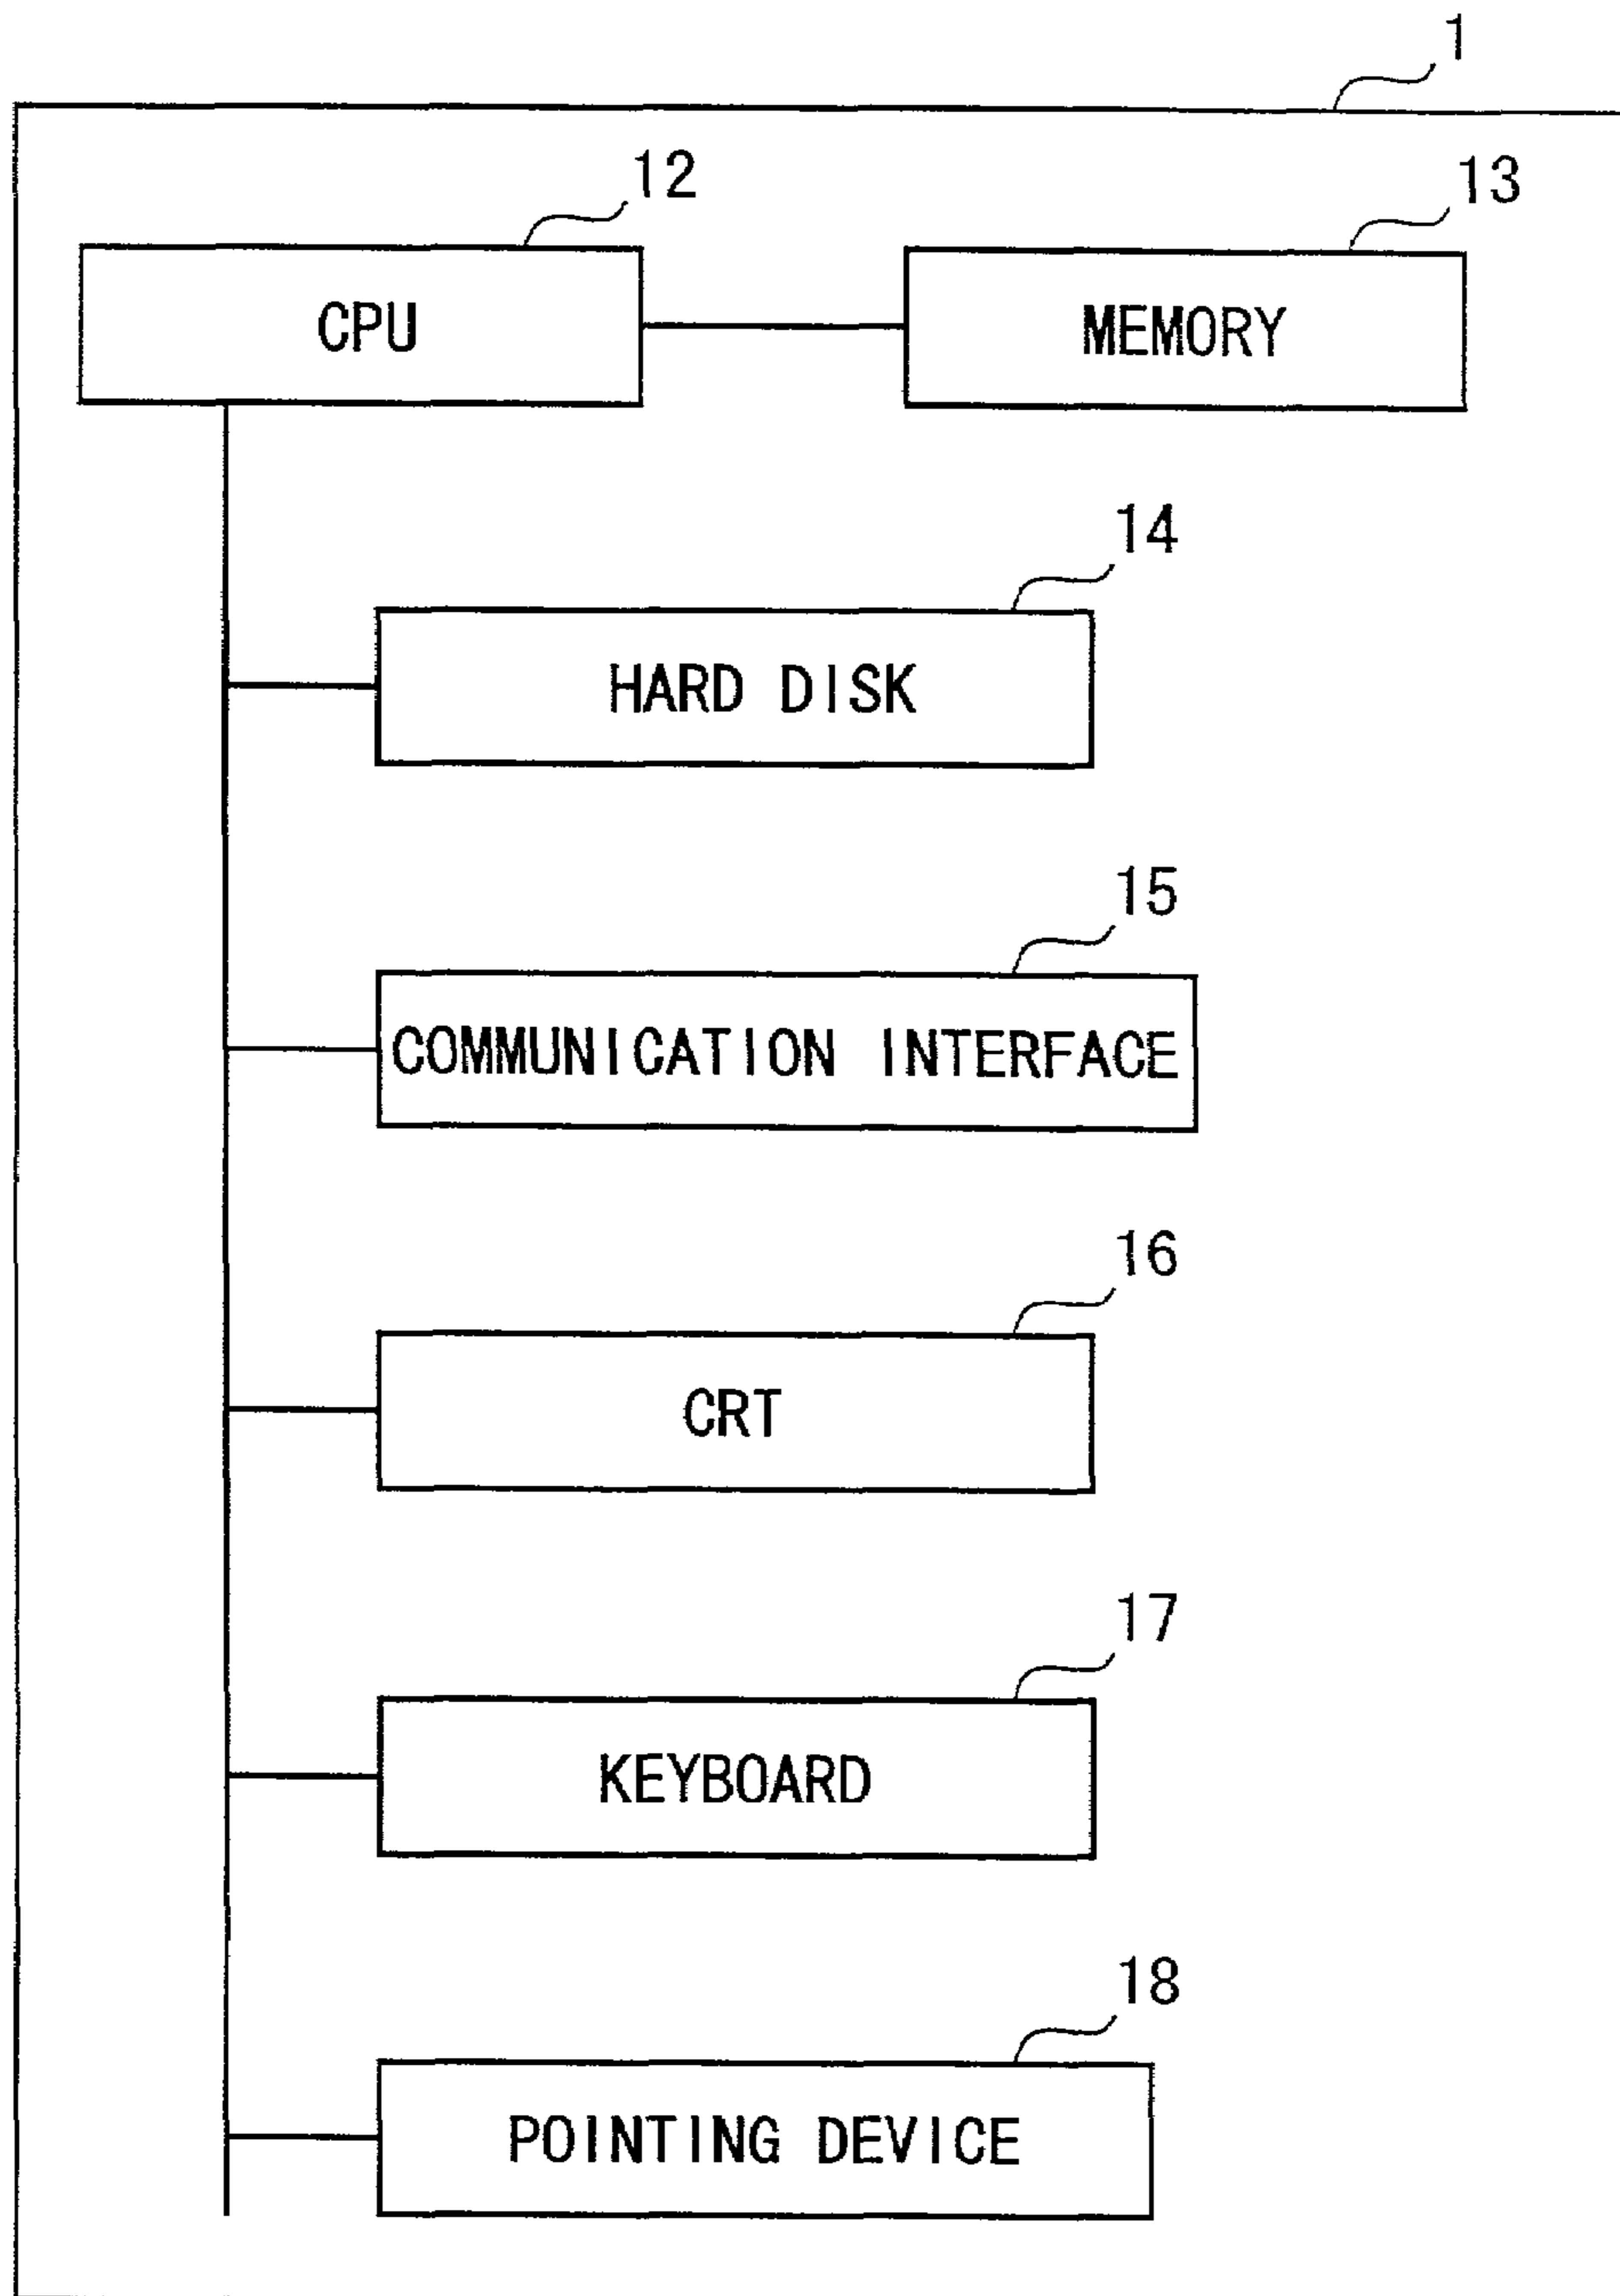 1
12
13
CPU
MEMORY
14
HARD DISK
15
COMMUNICATION INTERFACE
16
CRT
17
KEYBOARD
18
POINTING DEVICE